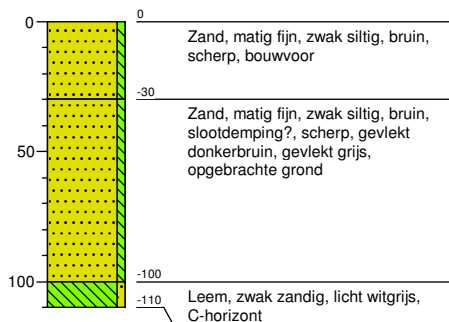 0
0
Zand, matig fijn, zwak siltig, bruin,
scherp, bouwvoor
-30
Zand, matig fijn, zwak siltig, bruin,
slootdemping?, scherp, gevlekt
donkerbruin, gevlekt grijs,
opgebrachte grond
50
100
-100
-110
Leem, zwak zandig, licht witgrijs,
C-horizont